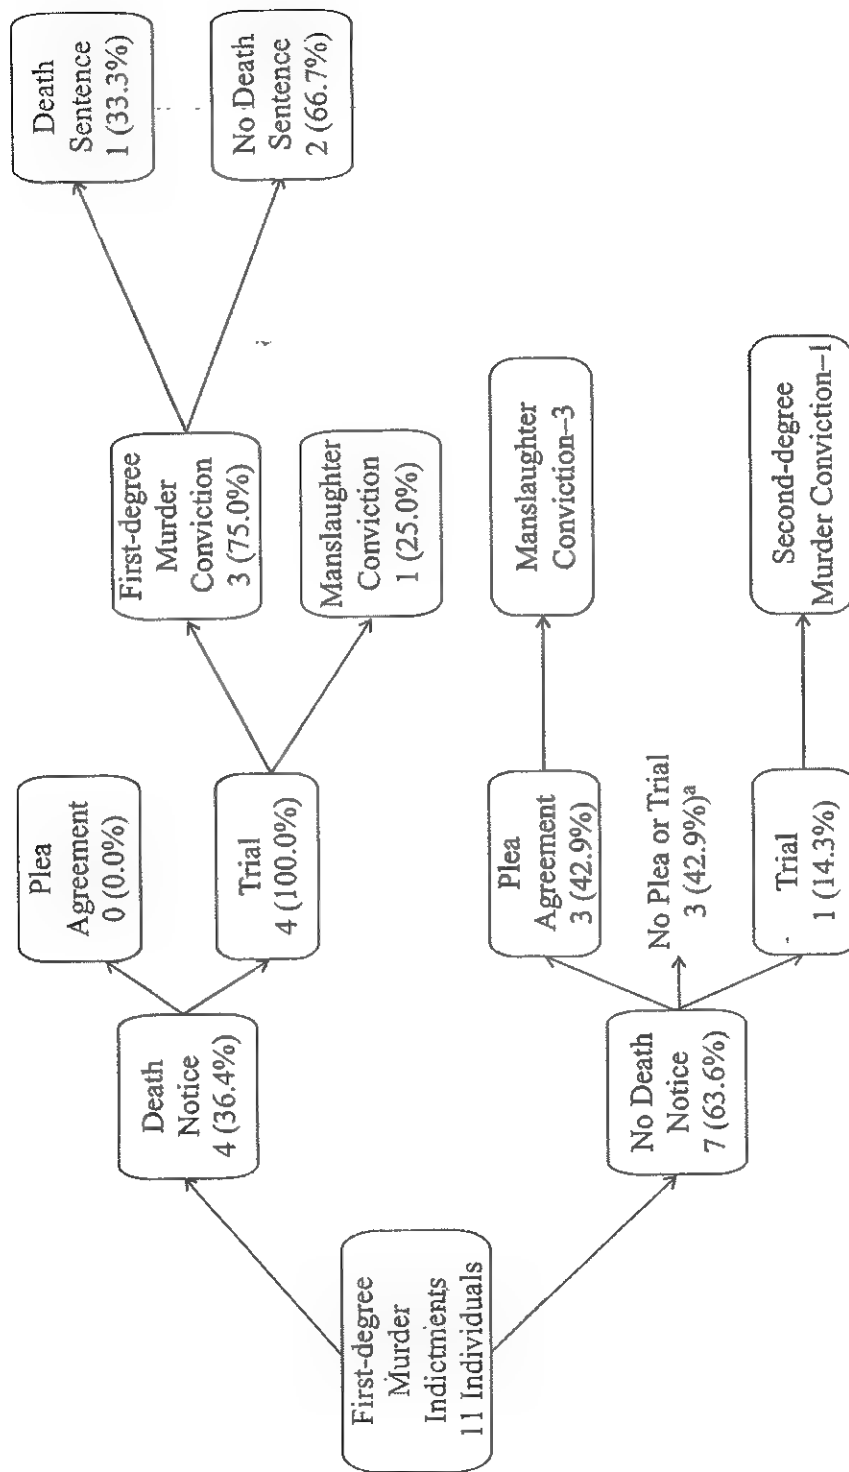 First-degree
Murder
Indictments
11 Individuals
Death
Notice
4 (36.4%)
No Death
Notice
7 (63.6%)
Plea
Agreement
0 (0.0%)
Trial
4 (100.0%)
Plea
Agreement
3 (42.9%)
No Plea or Trial
3 (42.9%)ᵃ
Trial
1 (14.3%)
First-degree
Murder
Conviction
3 (75.0%)
Manslaughter
Conviction
1 (25.0%)
Manslaughter
Conviction–3
Second-degree
Murder Conviction–1
Death
Sentence
1 (33.3%)
No Death
Sentence
2 (66.7%)